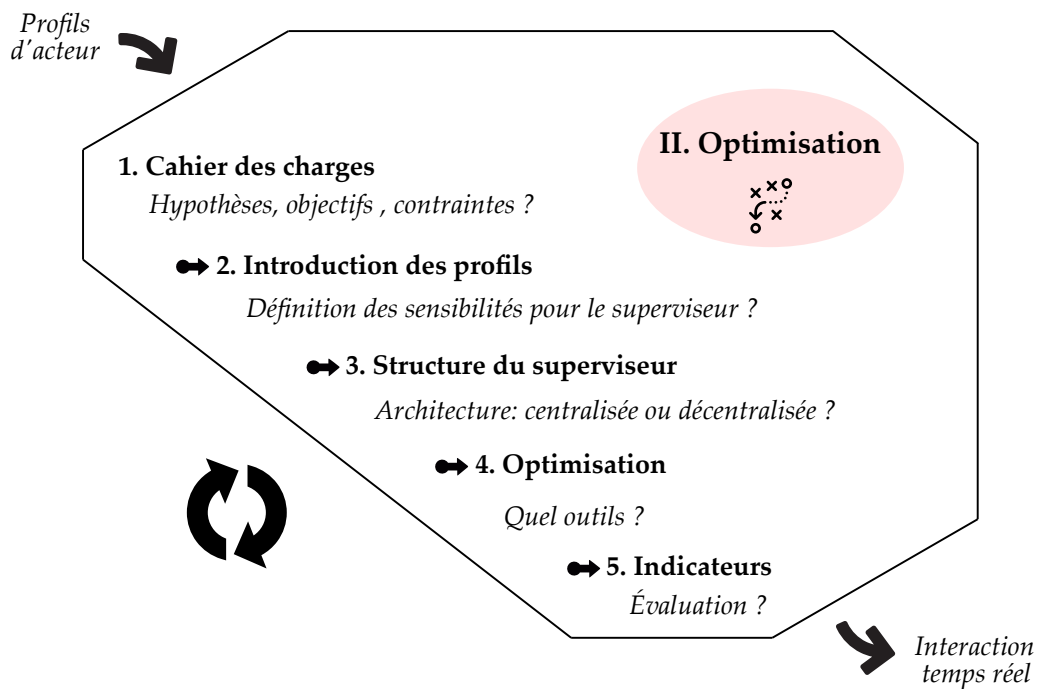 Profils
d'acteur
II. Optimisation
1. Cahier des charges
Hypothèses, objectifs , contraintes ?
2. Introduction des profils
Définition des sensibilités pour le superviseur ?
3. Structure du superviseur
Architecture: centralisée ou décentralisée ?
4. Optimisation
Quel outils ?
5. Indicateurs
Évaluation ?
Interaction
temps réel